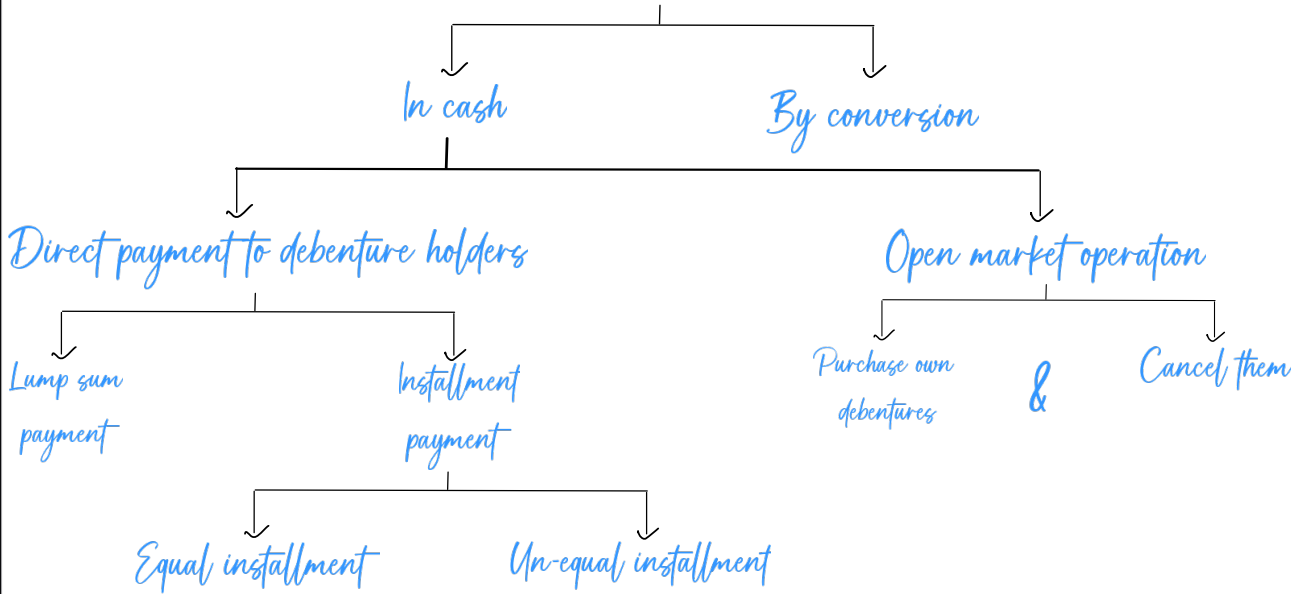 In cash
By conversion
Direct payment to debenture holders
Open market operation
Lump sum
payment
Installment
payment
Purchase own
debentures
&
Cancel them
Equal installment
Un-equal installment